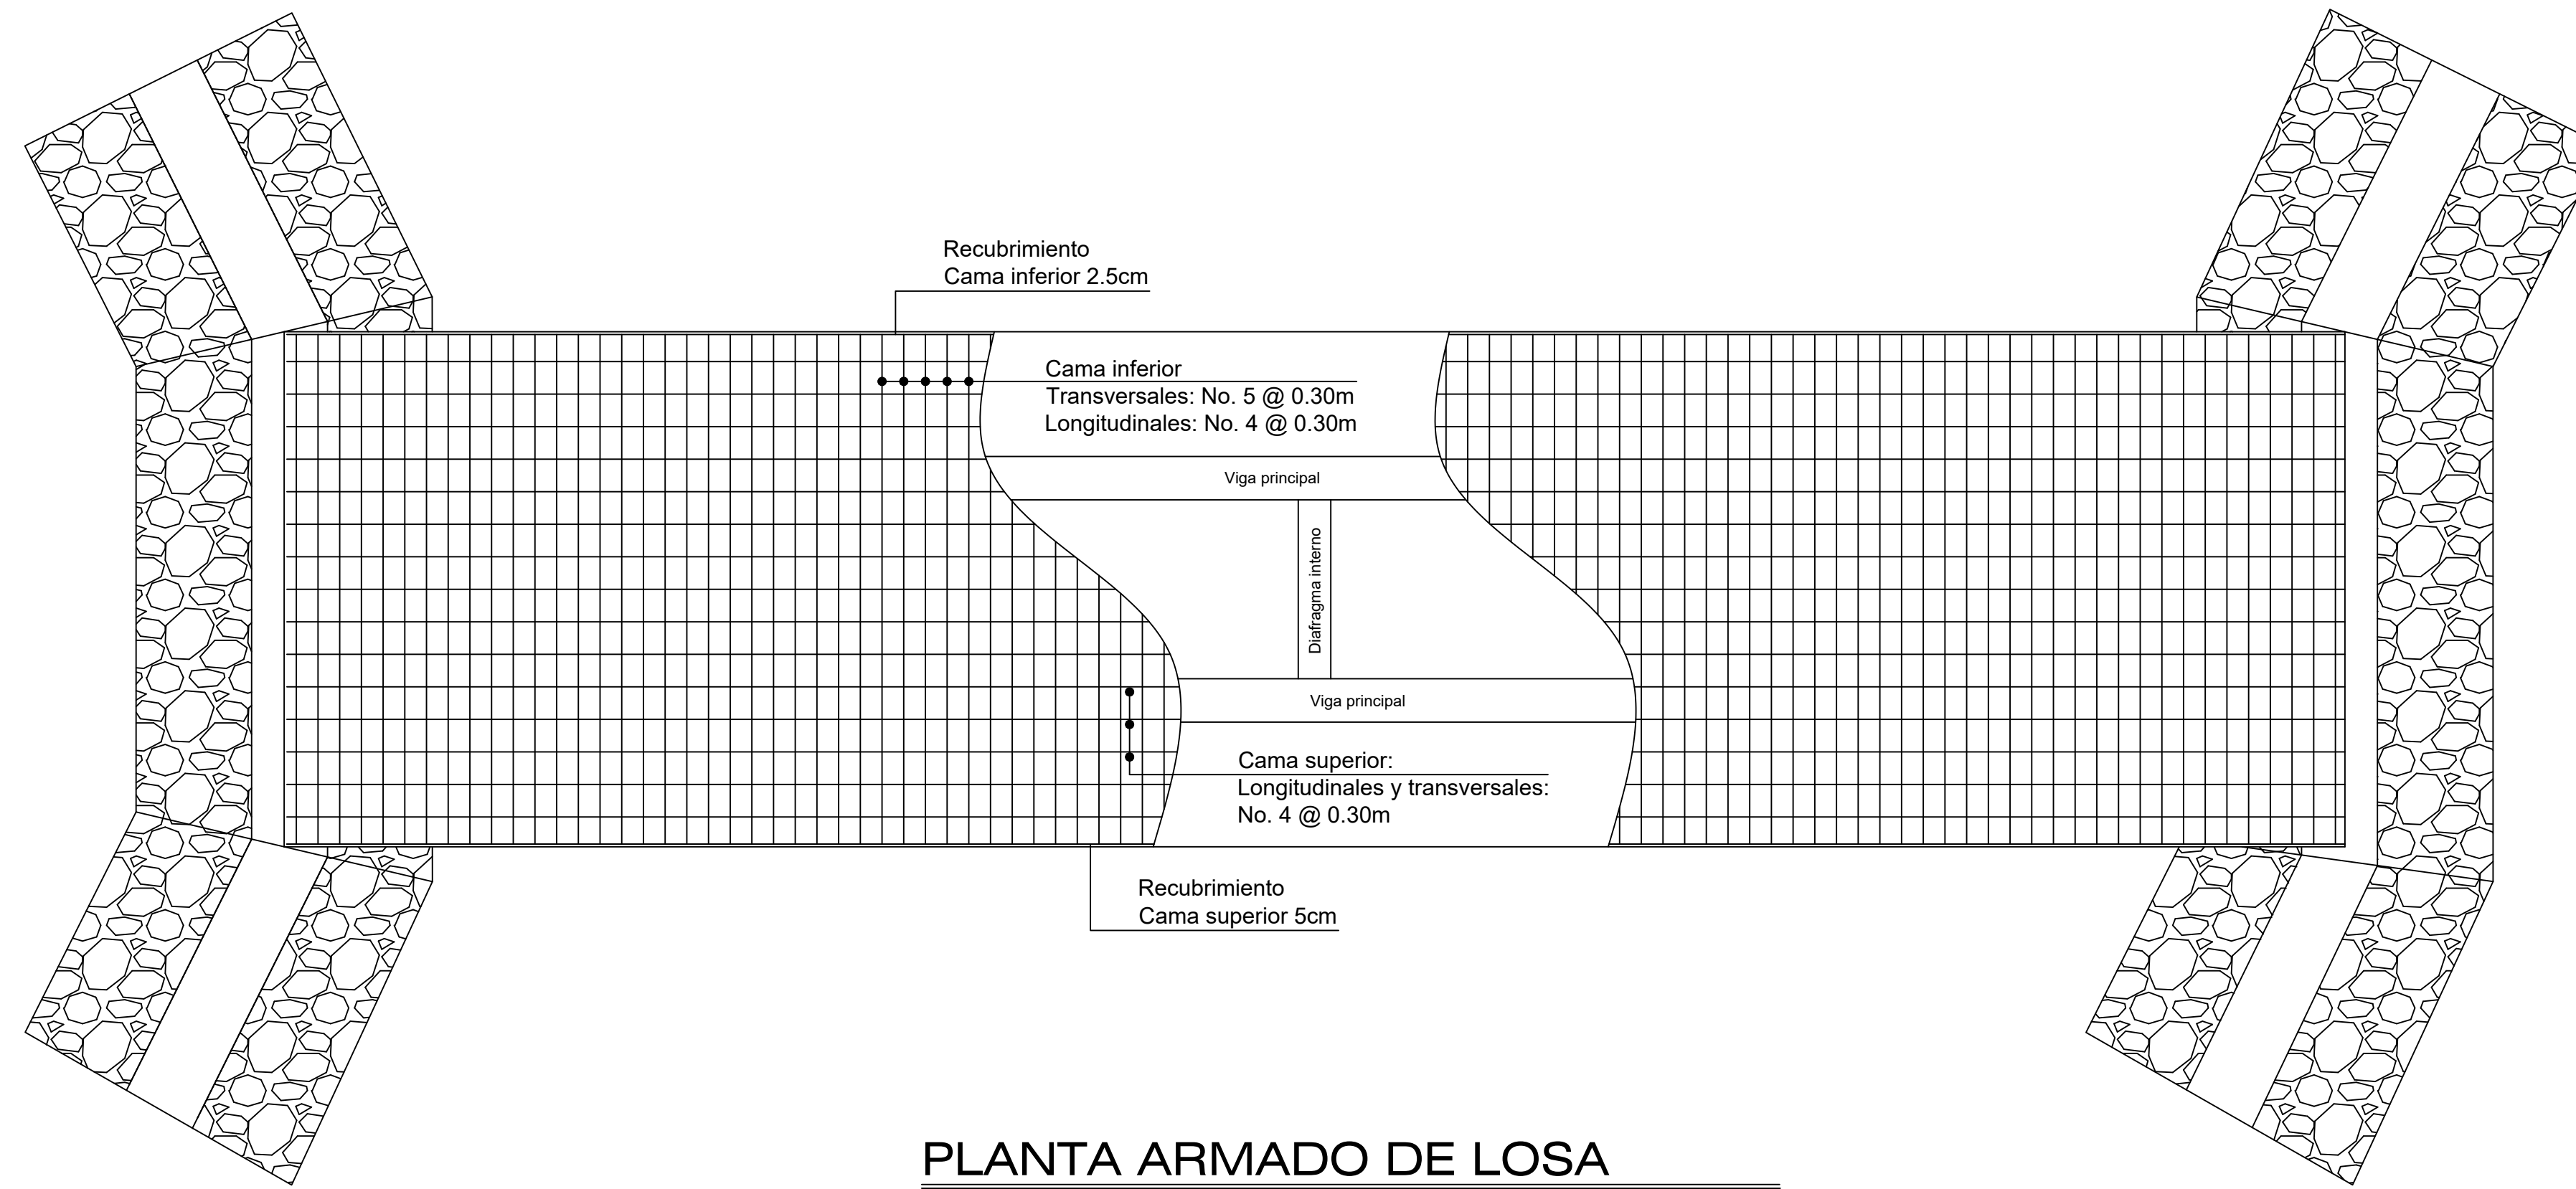 Recubrimiento
Cama inferior 2.5cm
Cama inferior
Transversales: No. 5 @ 0.30m
Longitudinales: No. 4 @ 0.30m
Viga principal
Diafragma interno
Viga principal
Cama superior:
Longitudinales y transversales:
No. 4 @ 0.30m
Recubrimiento
Cama superior 5cm
PLANTA ARMADO DE LOSA